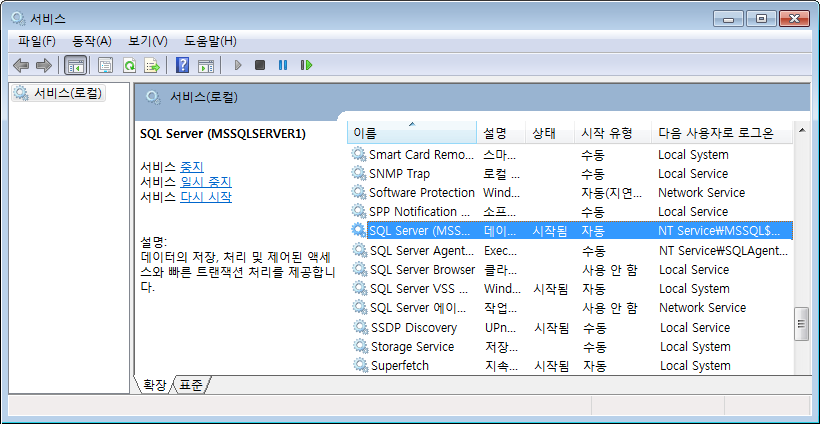 서비스
파일(F) 동작(A) 보기(V) 도움말(H)
서비스(로컬)
서비스(로컬)
SQL Server (MSSQLSERVER1)
서비스 중지
서비스 일시 중지
서비스 다시 시작
설명:
데이터의 저장, 처리 및 제어된 액세
스와 빠른 트랜잭션 처리를 제공합니
다.
이름 설명 상태 시작 유형 다음 사용자로 로그온
Smart Card Remo... 스마... 수동 Local System
SNMP Trap 로컬 ... 수동 Local Service
Software Protection Wind... 자동(지연... Network Service
SPP Notification ... 소프... 수동 Local Service
SQL Server (MSS... 데이... 시작됨 자동 NT Service₩MSSQL$...
SQL Server Agent... Exec... 수동 NT Service₩SQLAgent...
SQL Server Browser 클라... 사용 안 함 Local Service
SQL Server VSS ... Wind... 시작됨 자동 Local System
SQL Server 에이... 작업... 사용 안 함 Network Service
SSDP Discovery UPn... 시작됨 수동 Local Service
Storage Service 저장... 수동 Local Service
Superfetch 지속... 시작됨 자동 Local System
확장 표준